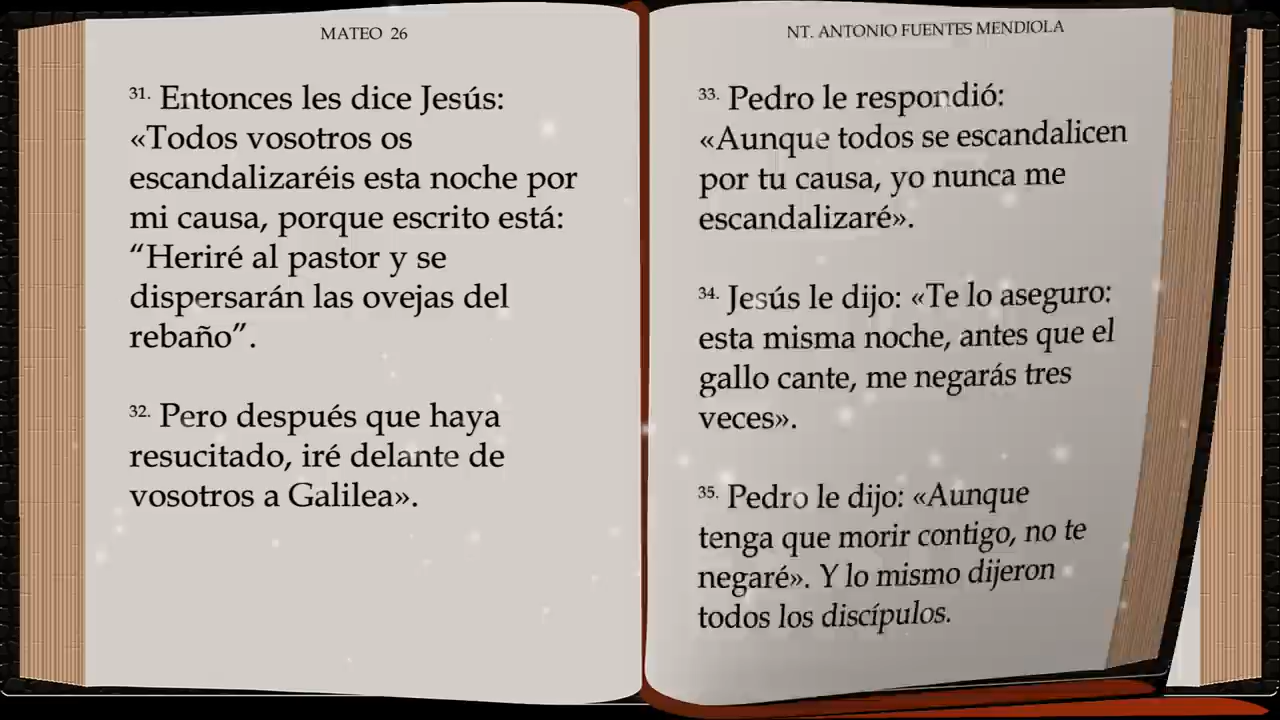 MATEO 26
31. Entonces les dice Jesús:
«Todos vosotros os
escandalizaréis esta noche por
mi causa, porque escrito está:
“Heriré al pastor y se
dispersarán las ovejas del
rebaño”.
32. Pero después que haya
resucitado, iré delante de
vosotros a Galilea».
NT. ANTONIO FUENTES MENDIOLA
33. Pedro le respondió:
«Aunque todos se escandalicen
por tu causa, yo nunca me
escandalizaré».
34. Jesús le dijo: «Te lo aseguro:
esta misma noche, antes que el
gallo cante, me negarás tres
veces».
35. Pedro le dijo: «Aunque
tenga que morir contigo, no te
negaré». Y lo mismo dijeron
todos los discípulos.